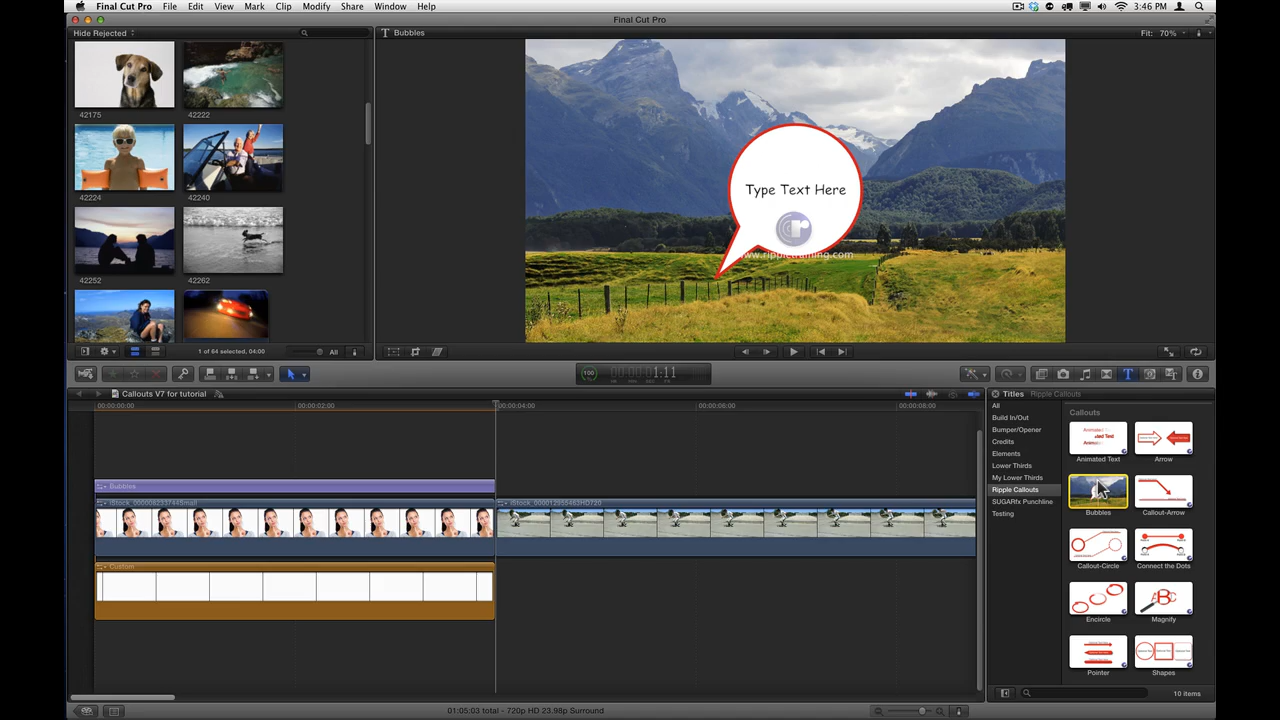 Final Cut Pro File Edit View Mark Clip Modify Share Window Help 3:46 PM
Final Cut Pro
Hide Rejected
Bubbles
Fit: 70%
42175 42222
42224 42240
42252 42262
Type Text Here
www.rippletraining.com
1 of 64 selected, 04:00
All
100
1:11
Callouts V7 for tutorial
00:00:00:00 00:00:02:00 00:00:04:00 00:00:06:00 00:00:08:00
Bubbles
Custom
Titles Ripple Callouts
All
Build In/Out
Bumper/Opener
Credits
Elements
Lower Thirds
My Lower Thirds
Ripple Callouts
SUGARfx Punchline
Testing
Callouts
Animated Text Arrow
Bubbles Callout-Arrow
Callout-Circle Connect the Dots
Encircle Magnify
Pointer Shapes
10 items
01:05:03 total - 720p HD 23.98p Surround